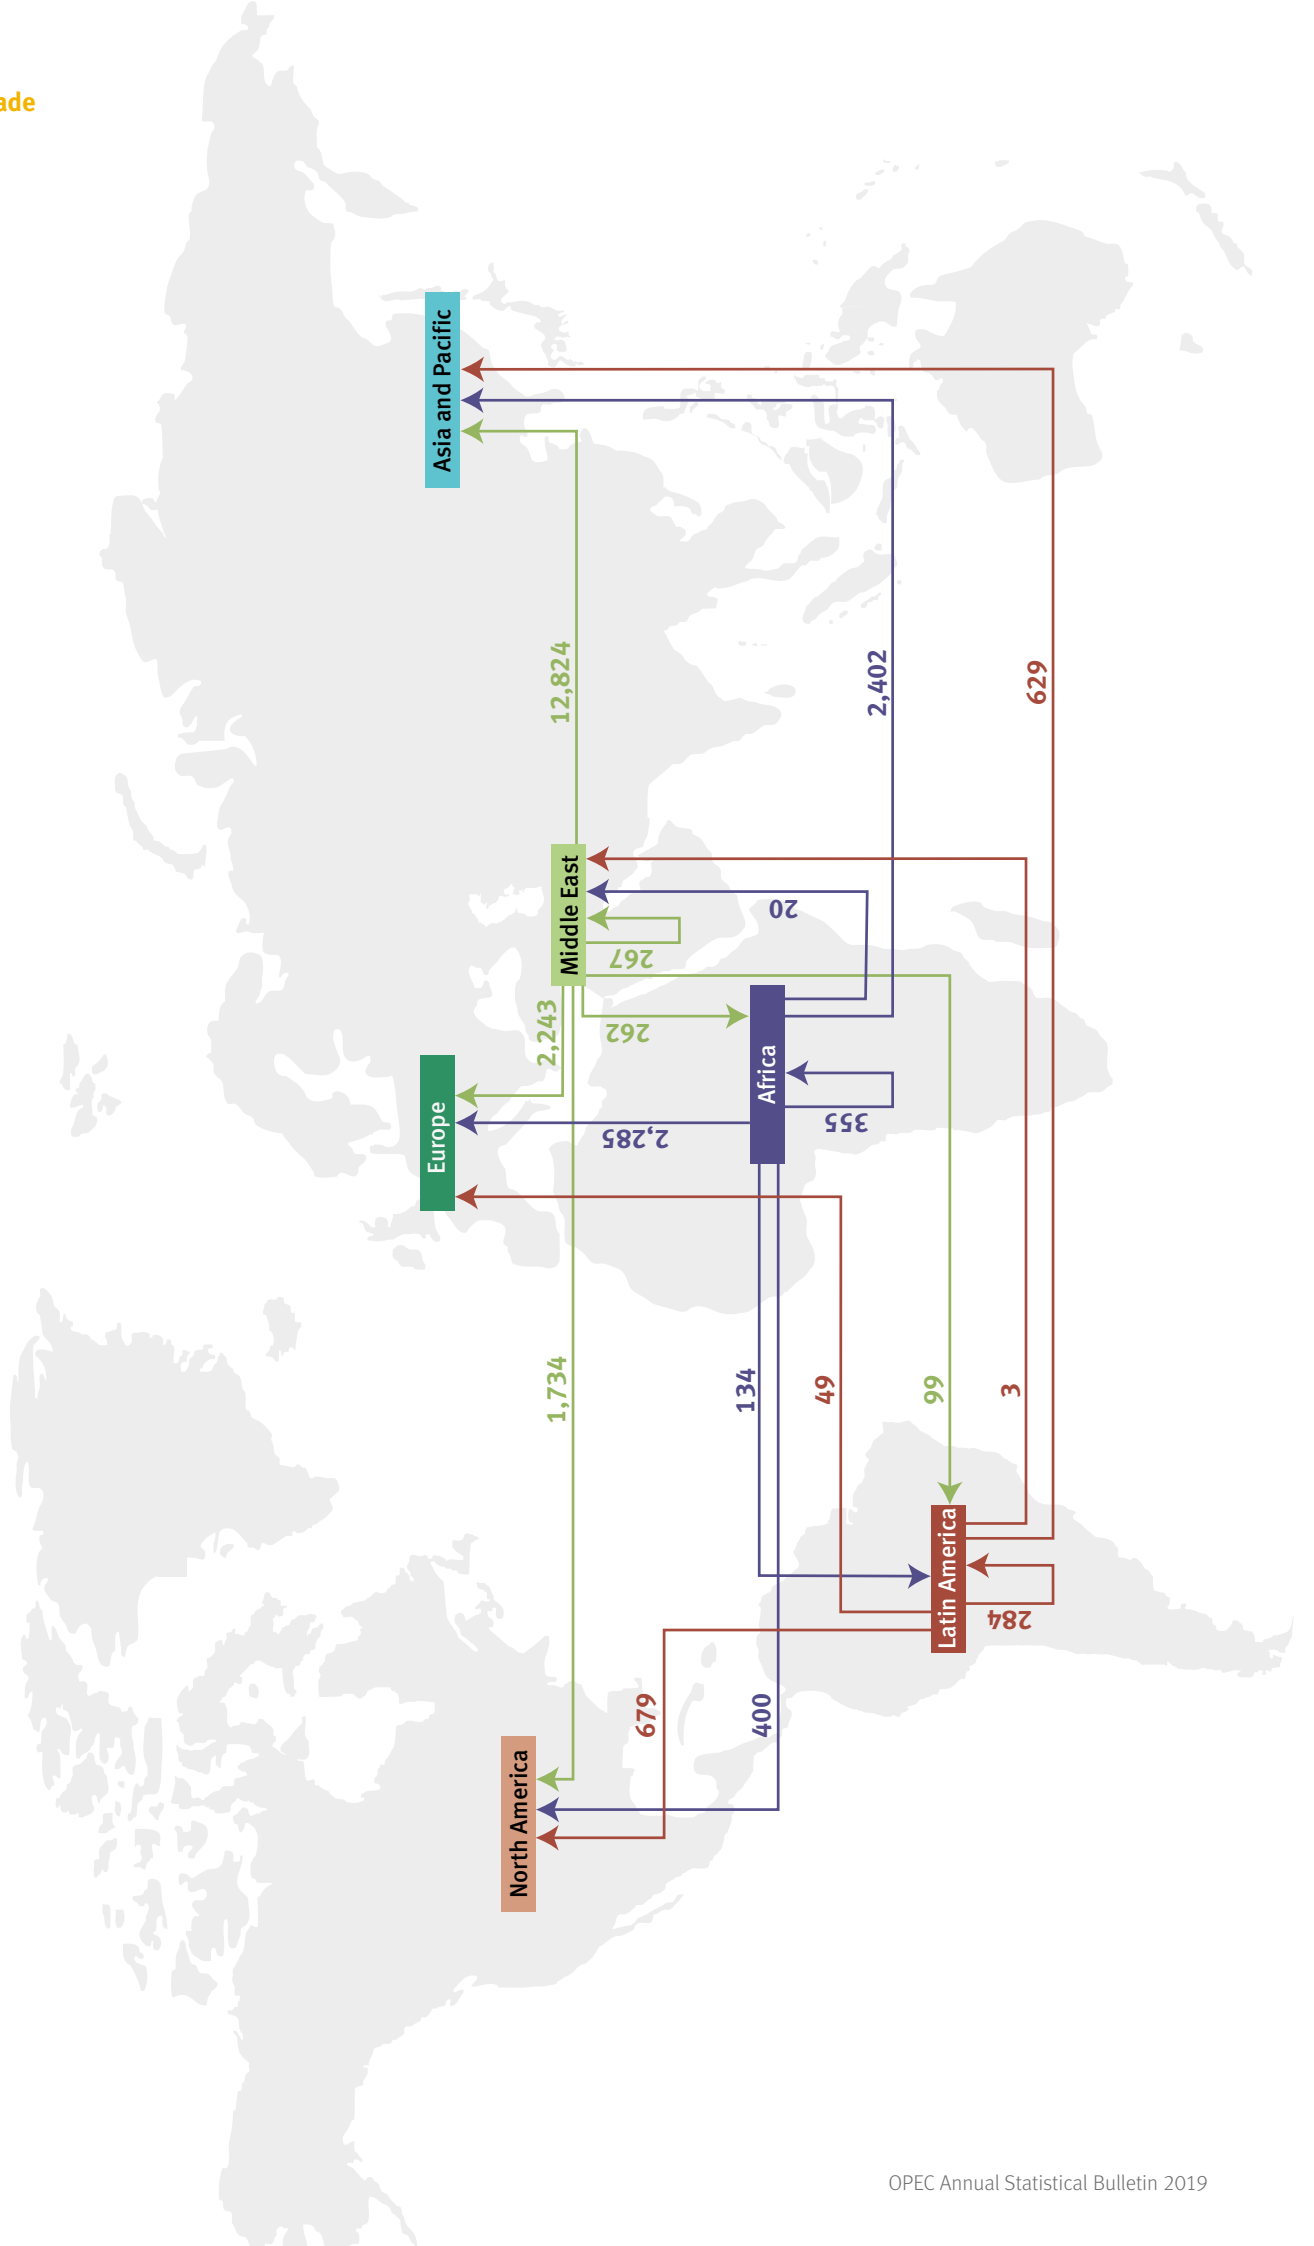 ade
Asia and Pacific
12,824
2,402
629
Middle East
20
267
2,243
262
Europe
Africa
2,285
355
1,734
134
49
99
3
Latin America
284
679
400
North America
OPEC Annual Statistical Bulletin 2019